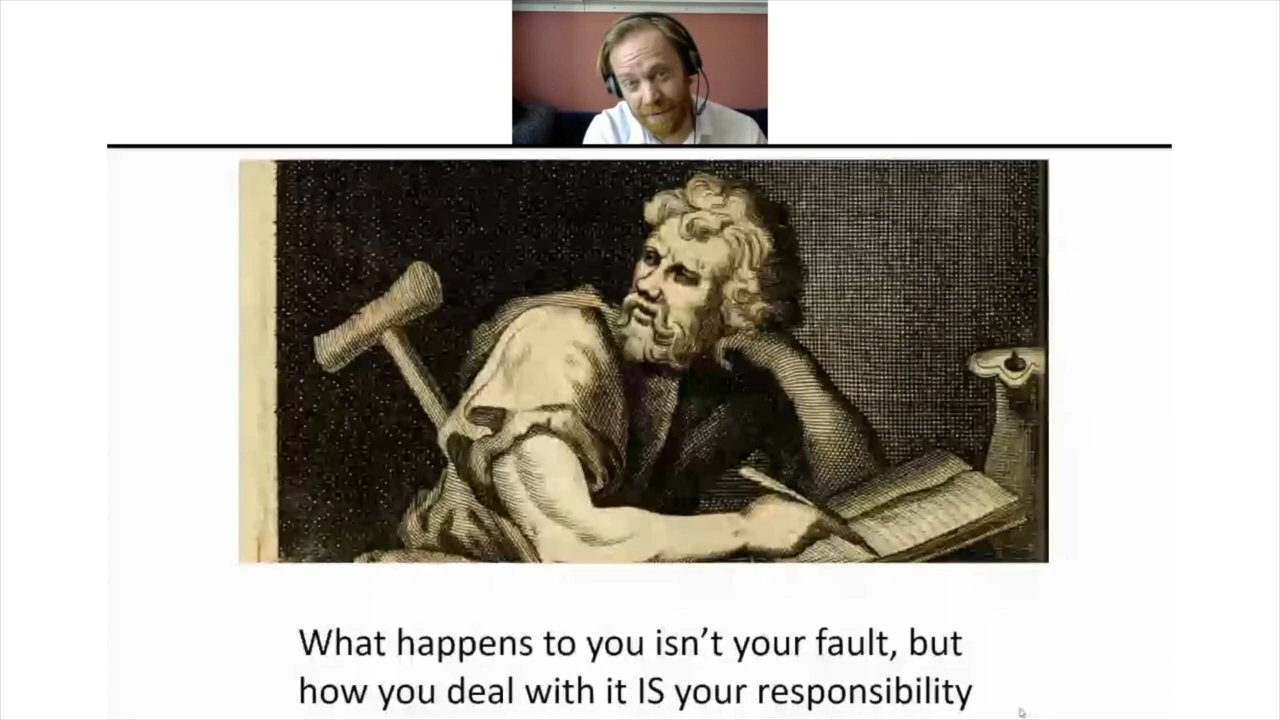 What happens to you isn’t your fault, but
how you deal with it IS your responsibility